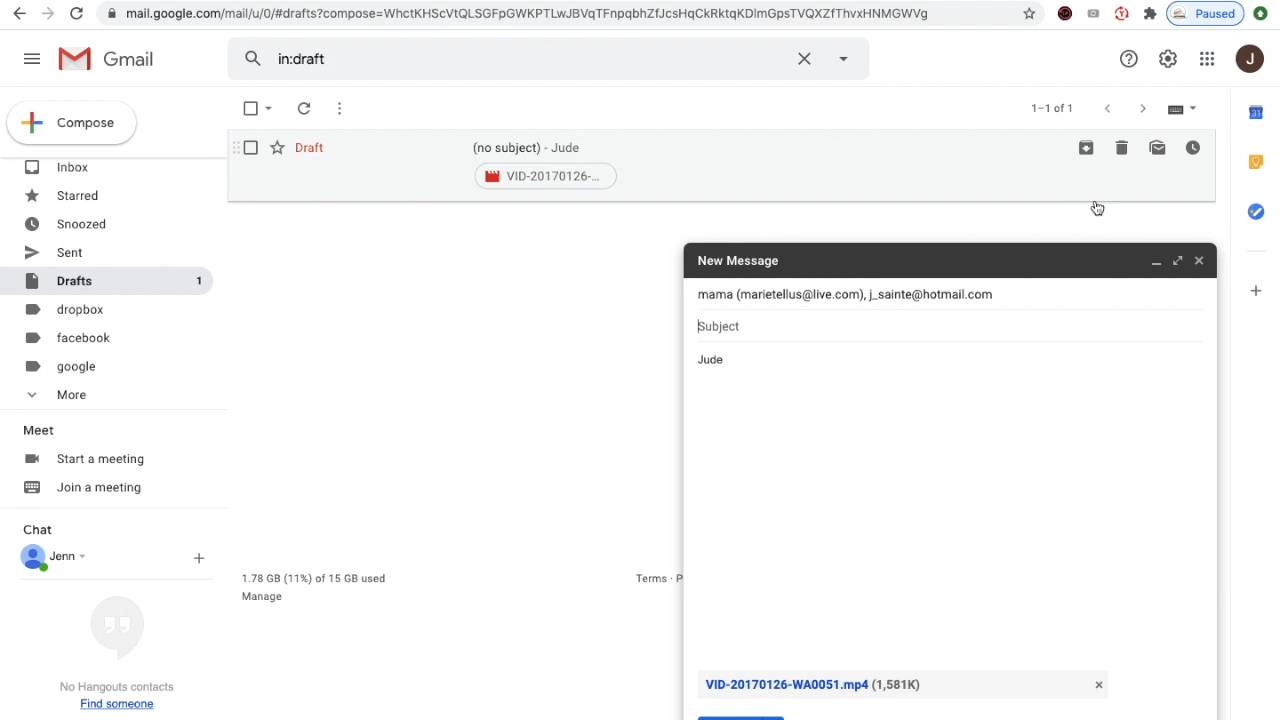 mail.google.com/mail/u/0/#drafts?compose=WhctKHScVtQLSGFpGWKPTLwJBVqTFnpqbhZfJcsHqCkRktqKDlmGpsTVQXZfThvxHNMGWVg
Paused
Gmail
in:draft
J
Compose
1–1 of 1
31
Draft
(no subject) - Jude
VID-20170126-...
Inbox
Starred
Snoozed
Sent
Drafts
1
dropbox
facebook
google
More
Meet
Start a meeting
Join a meeting
Chat
Jenn
No Hangouts contacts
Find someone
1.78 GB (11%) of 15 GB used
Manage
Terms · P
New Message
mama (marietellus@live.com), j_sainte@hotmail.com
Subject
Jude
VID-20170126-WA0051.mp4 (1,581K)